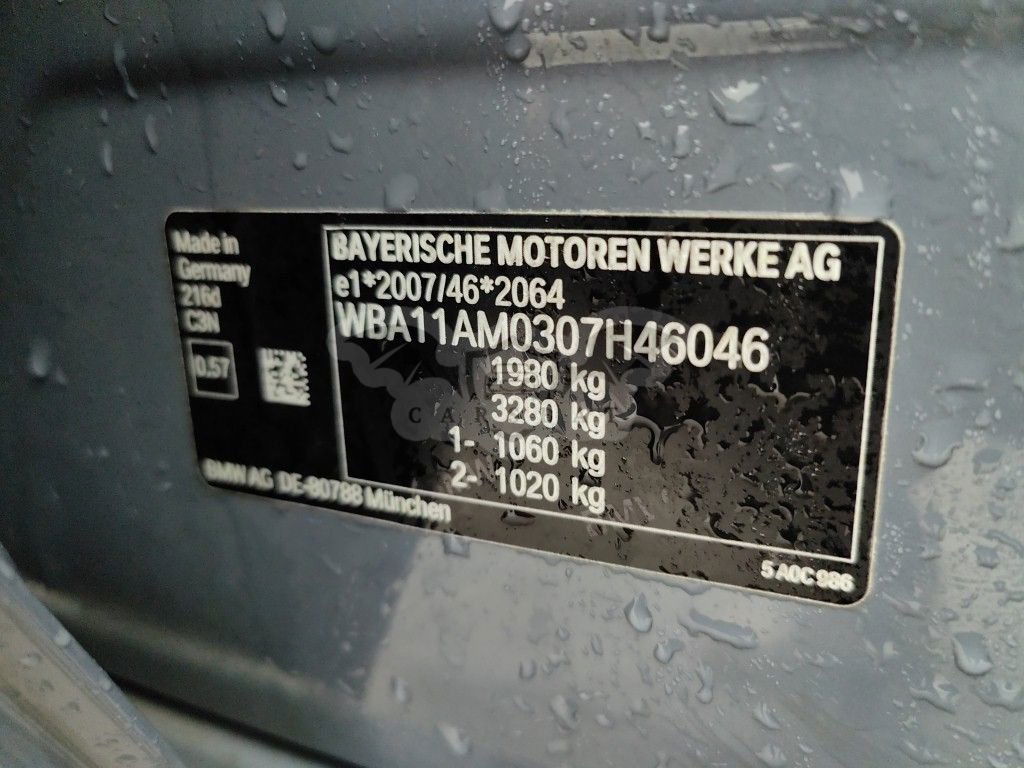 Made in
Germany
216d
C3N
0.57
BAYERISCHE MOTOREN WERKE AG
e1*2007/46*2064
WBA11AM0307H46046
1980 kg
3280 kg
1- 1060 kg
2- 1020 kg
BMW AG DE-80788 München
5 A0C 986